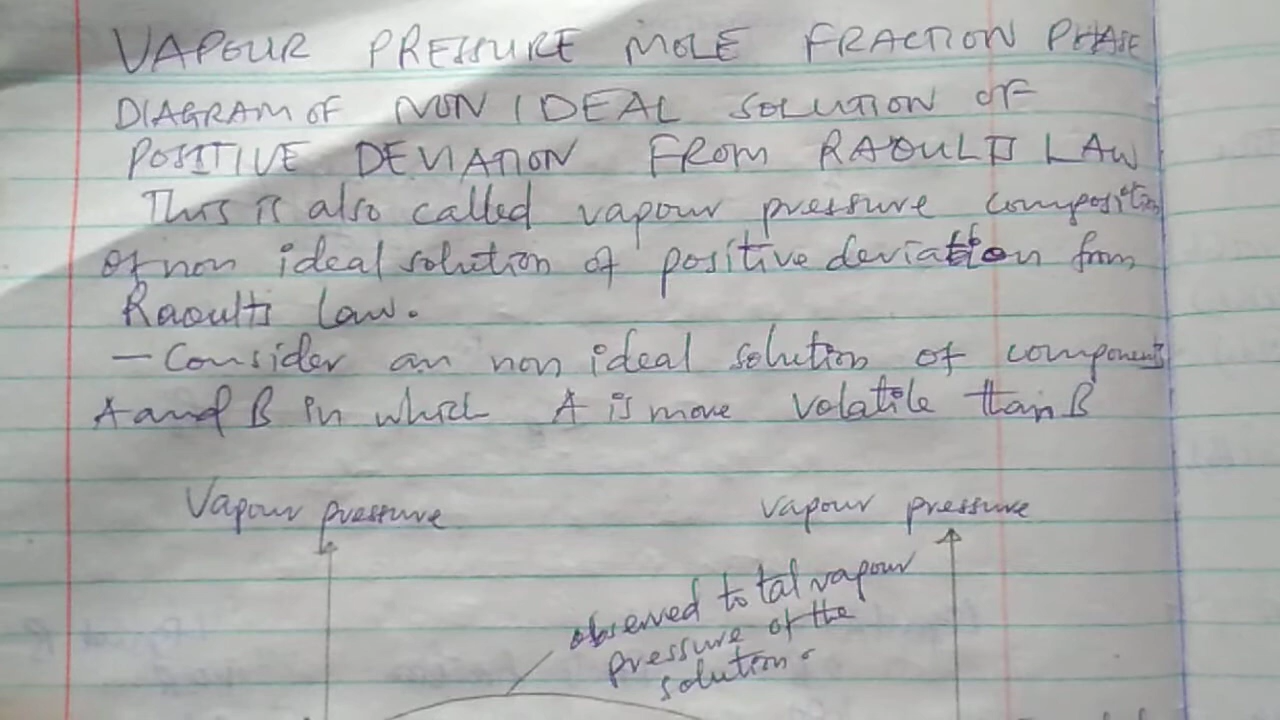 VAPOUR PRESSURE MOLE FRACTION PHASE
DIAGRAM OF NON IDEAL SOLUTION OF
POSITIVE DEVIATION FROM RAOULTS LAW
This is also called vapour pressure composition
of non ideal solution of positive deviation from
Raoults law.
— Consider an non ideal solution of components
A and B in which A is more volatile than B
Vapour pressure
vapour pressure
observed total vapour
pressure of the
solution.